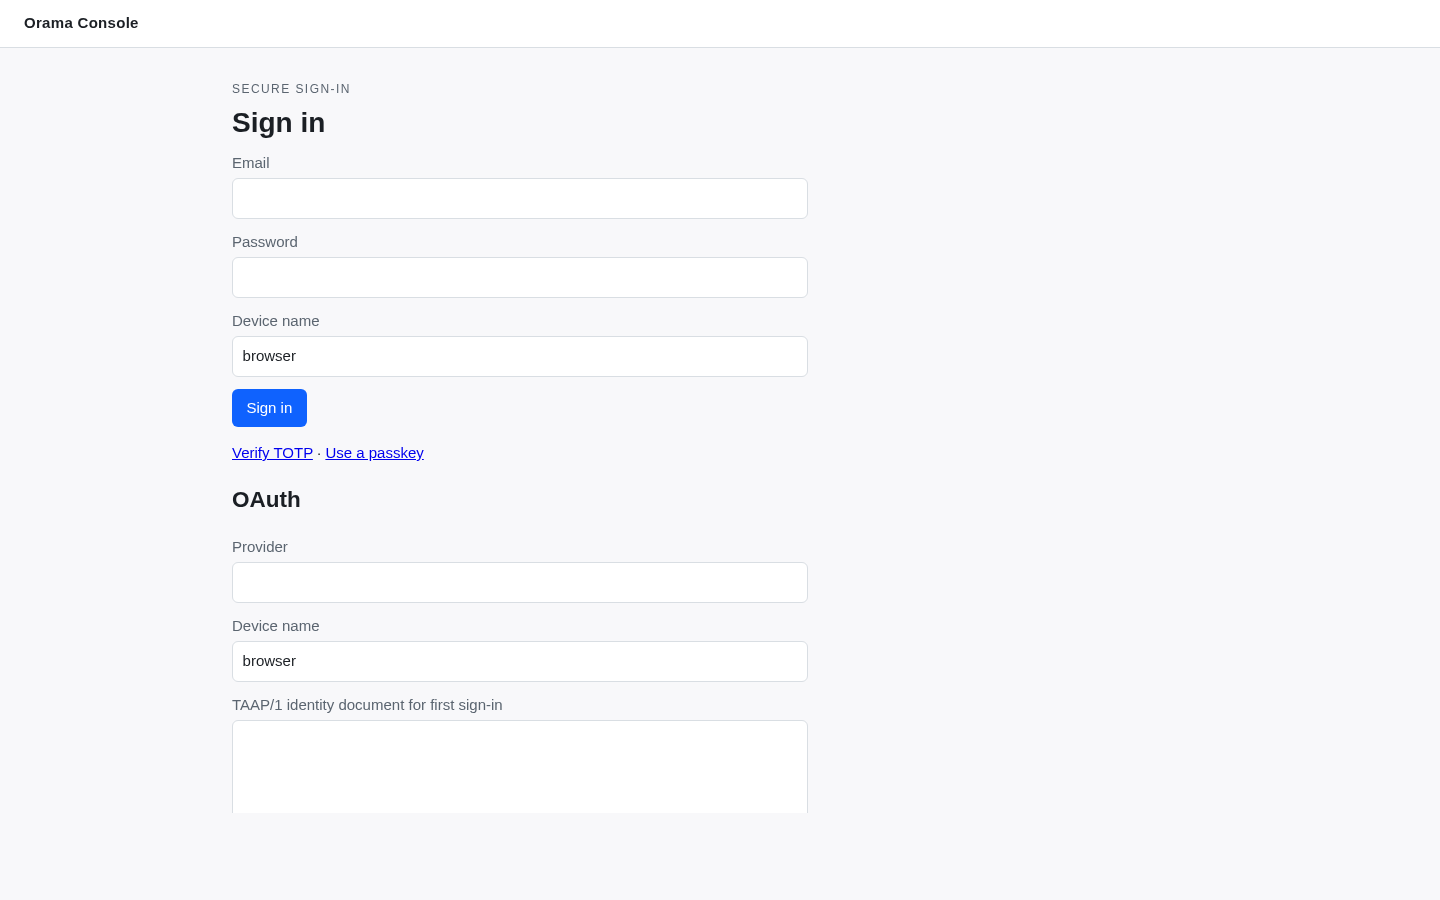 Orama Console
SECURE SIGN-IN
Sign in
Email
Password
Device name
browser
Sign in
Verify TOTP · Use a passkey
OAuth
Provider
Device name
browser
TAAP/1 identity document for first sign-in